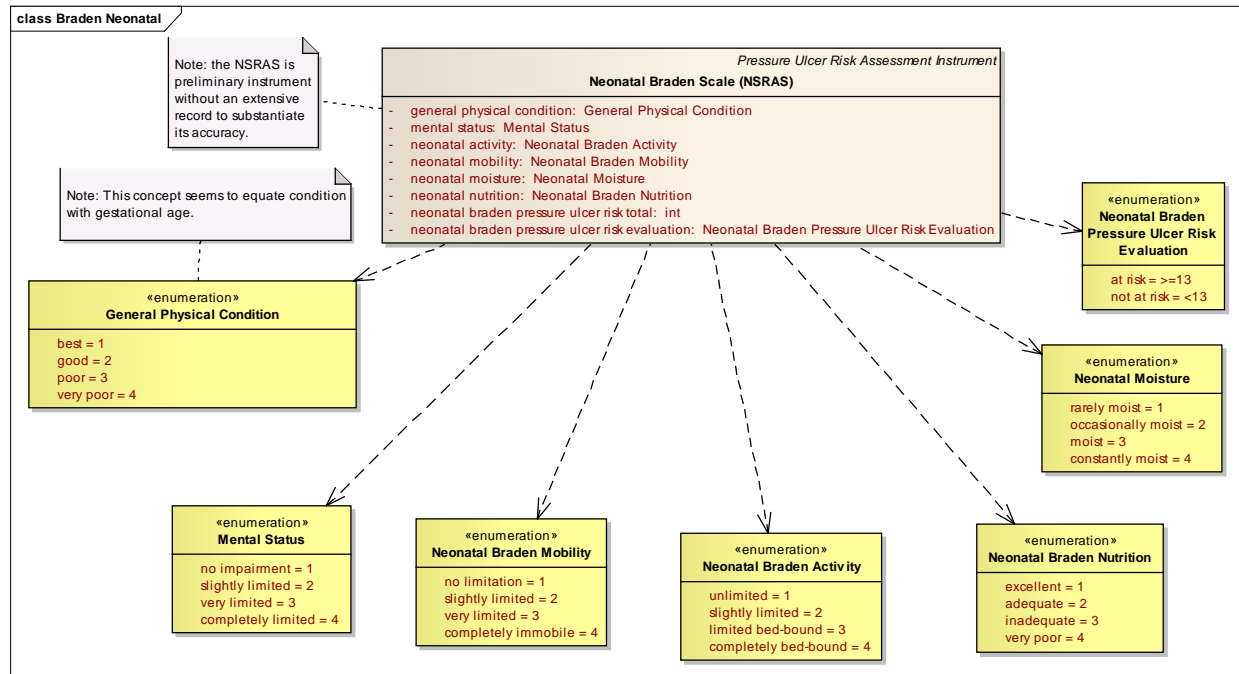 class Braden Neonatal
Note: the NSRAS is
preliminary instrument
without an extensive
record to substantiate
its accuracy.
Pressure Ulcer Risk Assessment Instrument
Neonatal Braden Scale (NSRAS)
- general physical condition: General Physical Condition
- mental status: Mental Status
- neonatal activity: Neonatal Braden Activity
- neonatal mobility: Neonatal Braden Mobility
- neonatal moisture: Neonatal Moisture
- neonatal nutrition: Neonatal Braden Nutrition
- neonatal braden pressure ulcer risk total: int
- neonatal braden pressure ulcer risk evaluation: Neonatal Braden Pressure Ulcer Risk Evaluation
Note: This concept seems to equate condition
with gestational age.
«enumeration»
Neonatal Braden
Pressure Ulcer Risk
Evaluation
at risk = >=13
not at risk = <13
«enumeration»
General Physical Condition
best = 1
good = 2
poor = 3
very poor = 4
«enumeration»
Neonatal Moisture
rarely moist = 1
occasionally moist = 2
moist = 3
constantly moist = 4
«enumeration»
Mental Status
no impairment = 1
slightly limited = 2
very limited = 3
completely limited = 4
«enumeration»
Neonatal Braden Mobility
no limitation = 1
slightly limited = 2
very limited = 3
completely immobile = 4
«enumeration»
Neonatal Braden Activity
unlimited = 1
slightly limited = 2
limited bed-bound = 3
completely bed-bound = 4
«enumeration»
Neonatal Braden Nutrition
excellent = 1
adequate = 2
inadequate = 3
very poor = 4